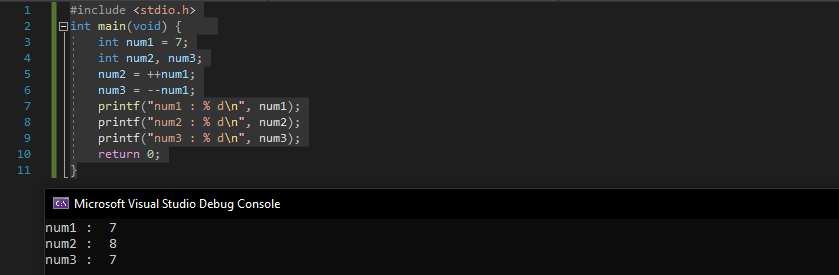 1 #include <stdio.h>
2 int main(void) {
3 int num1 = 7;
4 int num2, num3;
5 num2 = ++num1;
6 num3 = --num1;
7 printf("num1 : % d\n", num1);
8 printf("num2 : % d\n", num2);
9 printf("num3 : % d\n", num3);
10 return 0;
11 }
C:\ Microsoft Visual Studio Debug Console
num1 :  7
num2 :  8
num3 :  7